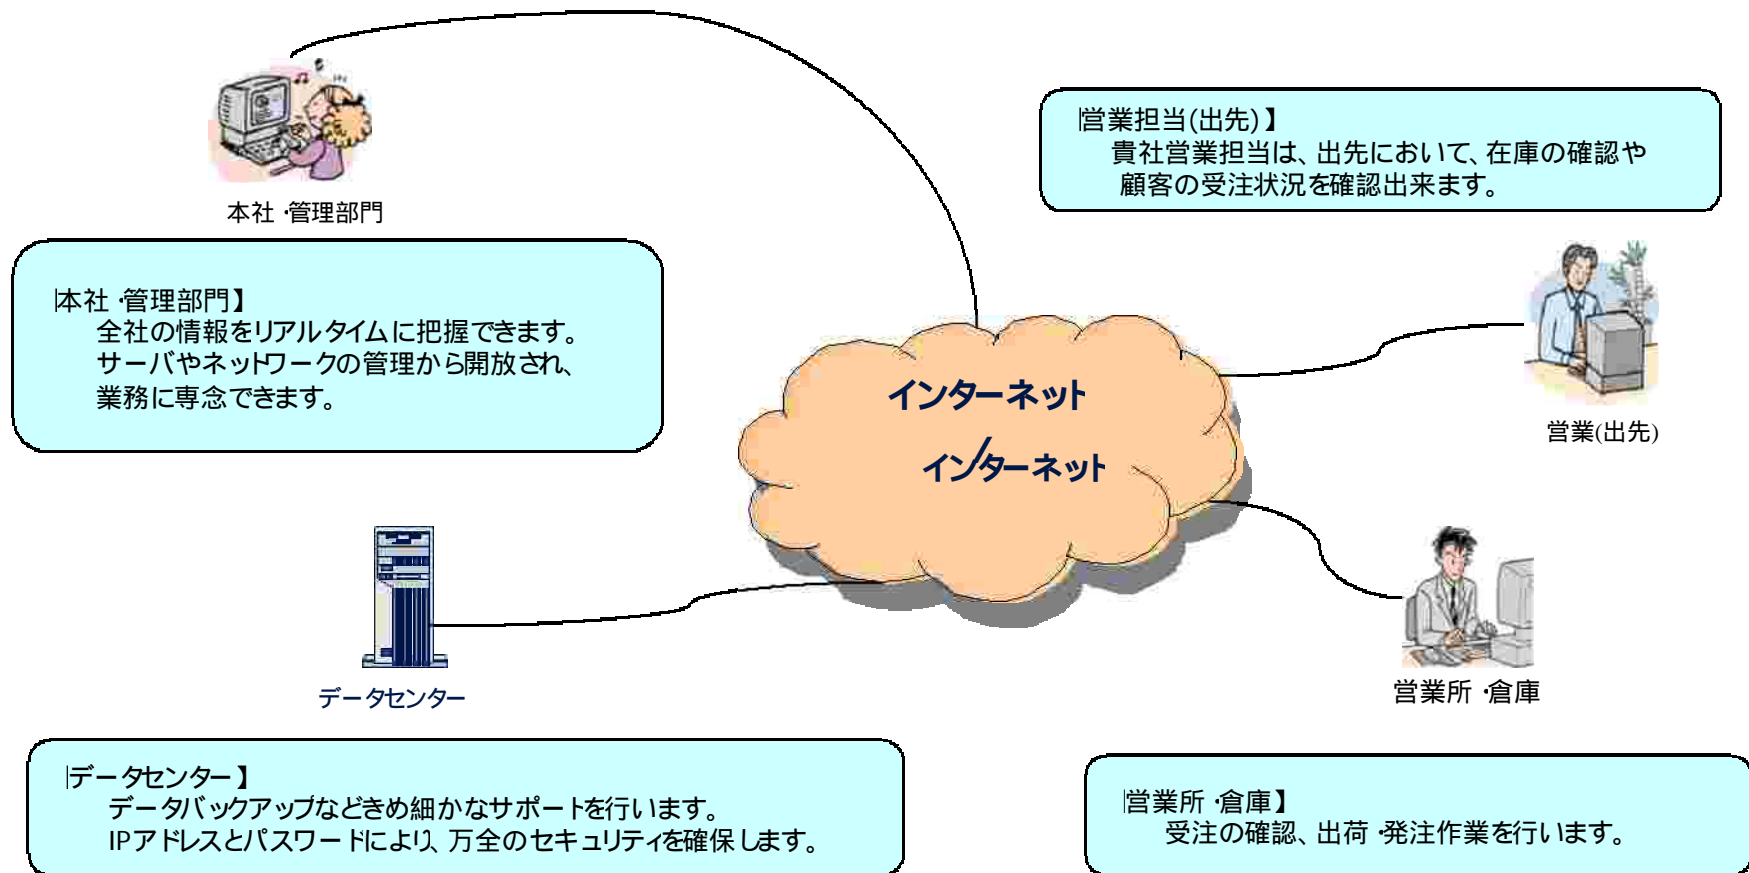 本社・管理部門
【本社・管理部門】
全社の情報をリアルタイムに把握できます。
サーバやネットワークの管理から開放され、
業務に専念できます。
【営業担当(出先)】
貴社営業担当は、出先において、在庫の確認や
顧客の受注状況を確認出来ます。
営業(出先)
インターネット
/
インターネット
データセンター
営業所・倉庫
【データセンター】
データバックアップなどきめ細かなサポートを行います。
IPアドレスとパスワードにより、万全のセキュリティを確保します。
【営業所・倉庫】
受注の確認、出荷・発注作業を行います。